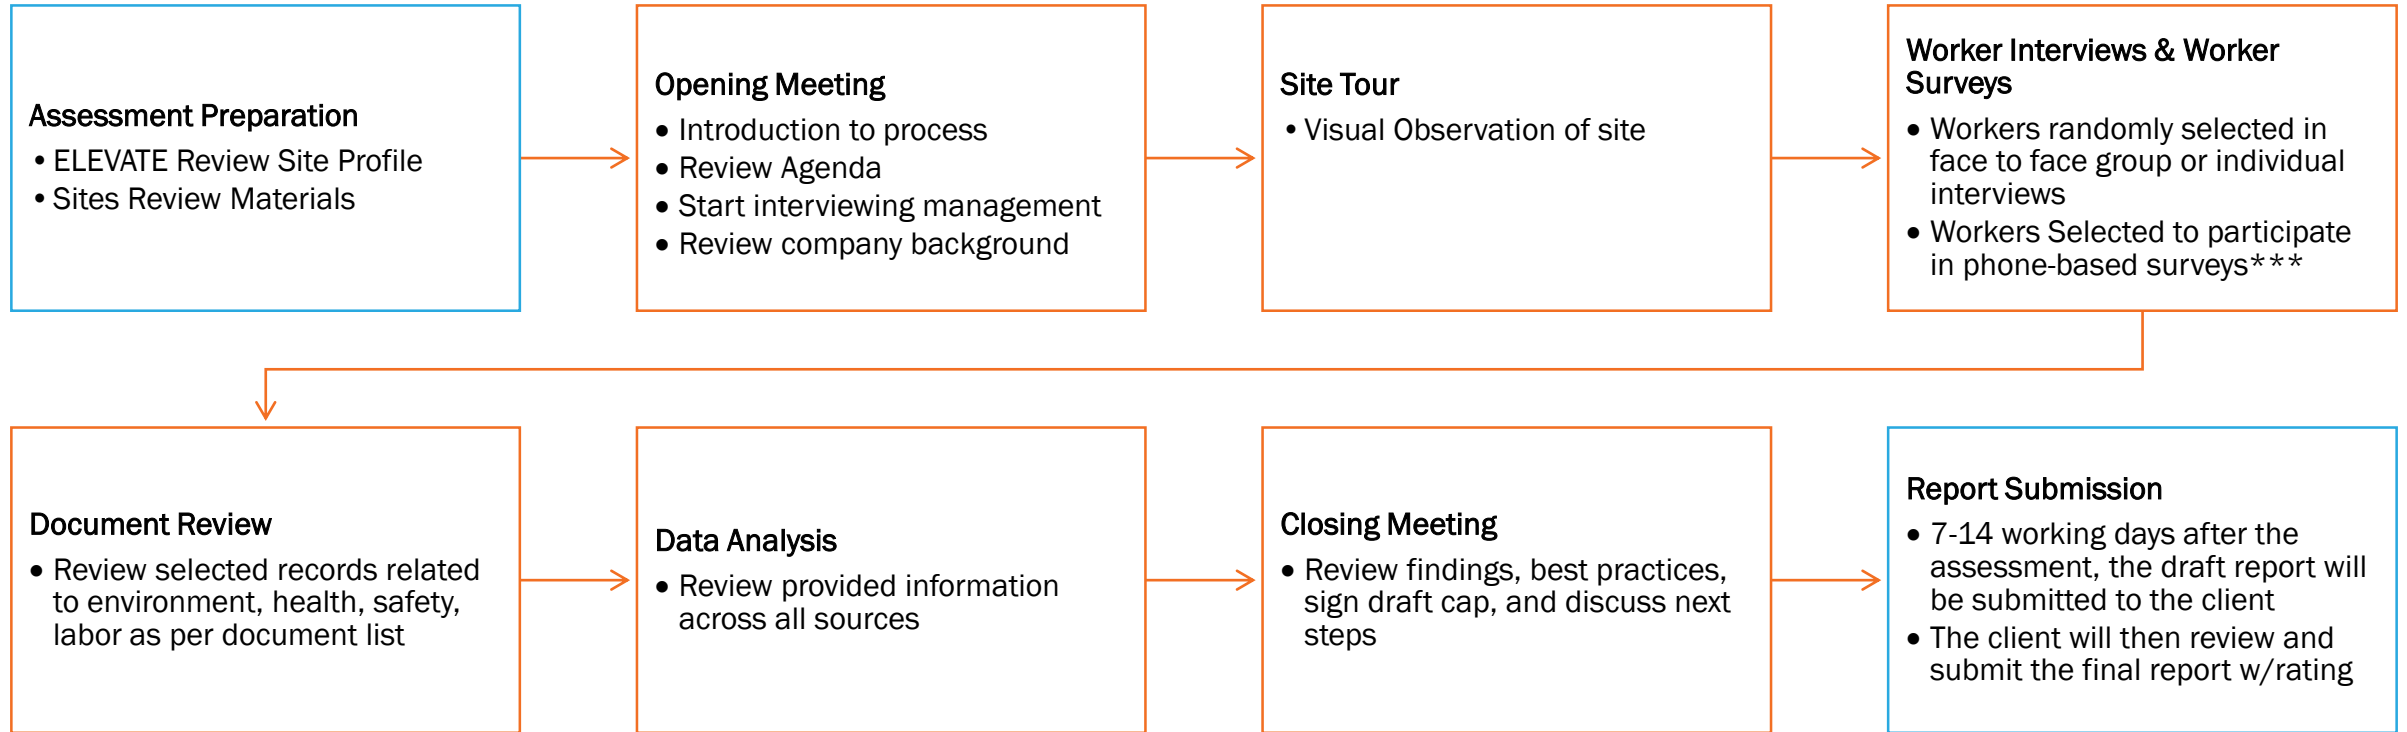 Assessment Preparation
• ELEVATE Review Site Profile
• Sites Review Materials
Opening Meeting
• Introduction to process
• Review Agenda
• Start interviewing management
• Review company background
Site Tour
• Visual Observation of site
Worker Interviews & Worker
Surveys
• Workers randomly selected in
face to face group or individual
interviews
• Workers Selected to participate
in phone-based surveys***
Document Review
• Review selected records related
to environment, health, safety,
labor as per document list
Data Analysis
• Review provided information
across all sources
Closing Meeting
• Review findings, best practices,
sign draft cap, and discuss next
steps
Report Submission
• 7-14 working days after the
assessment, the draft report will
be submitted to the client
• The client will then review and
submit the final report w/rating